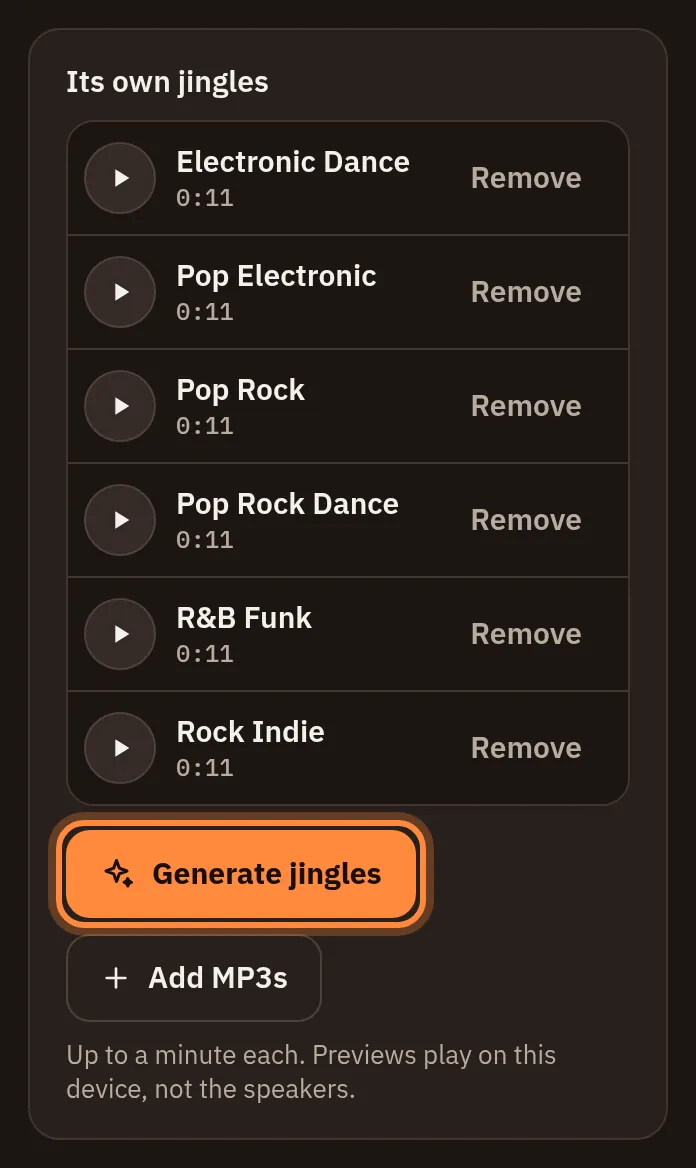 Its own jingles
Electronic Dance
0:11
Remove
Pop Electronic
0:11
Remove
Pop Rock
0:11
Remove
Pop Rock Dance
0:11
Remove
R&B Funk
0:11
Remove
Rock Indie
0:11
Remove
Generate jingles
Add MP3s
Up to a minute each. Previews play on this
device, not the speakers.